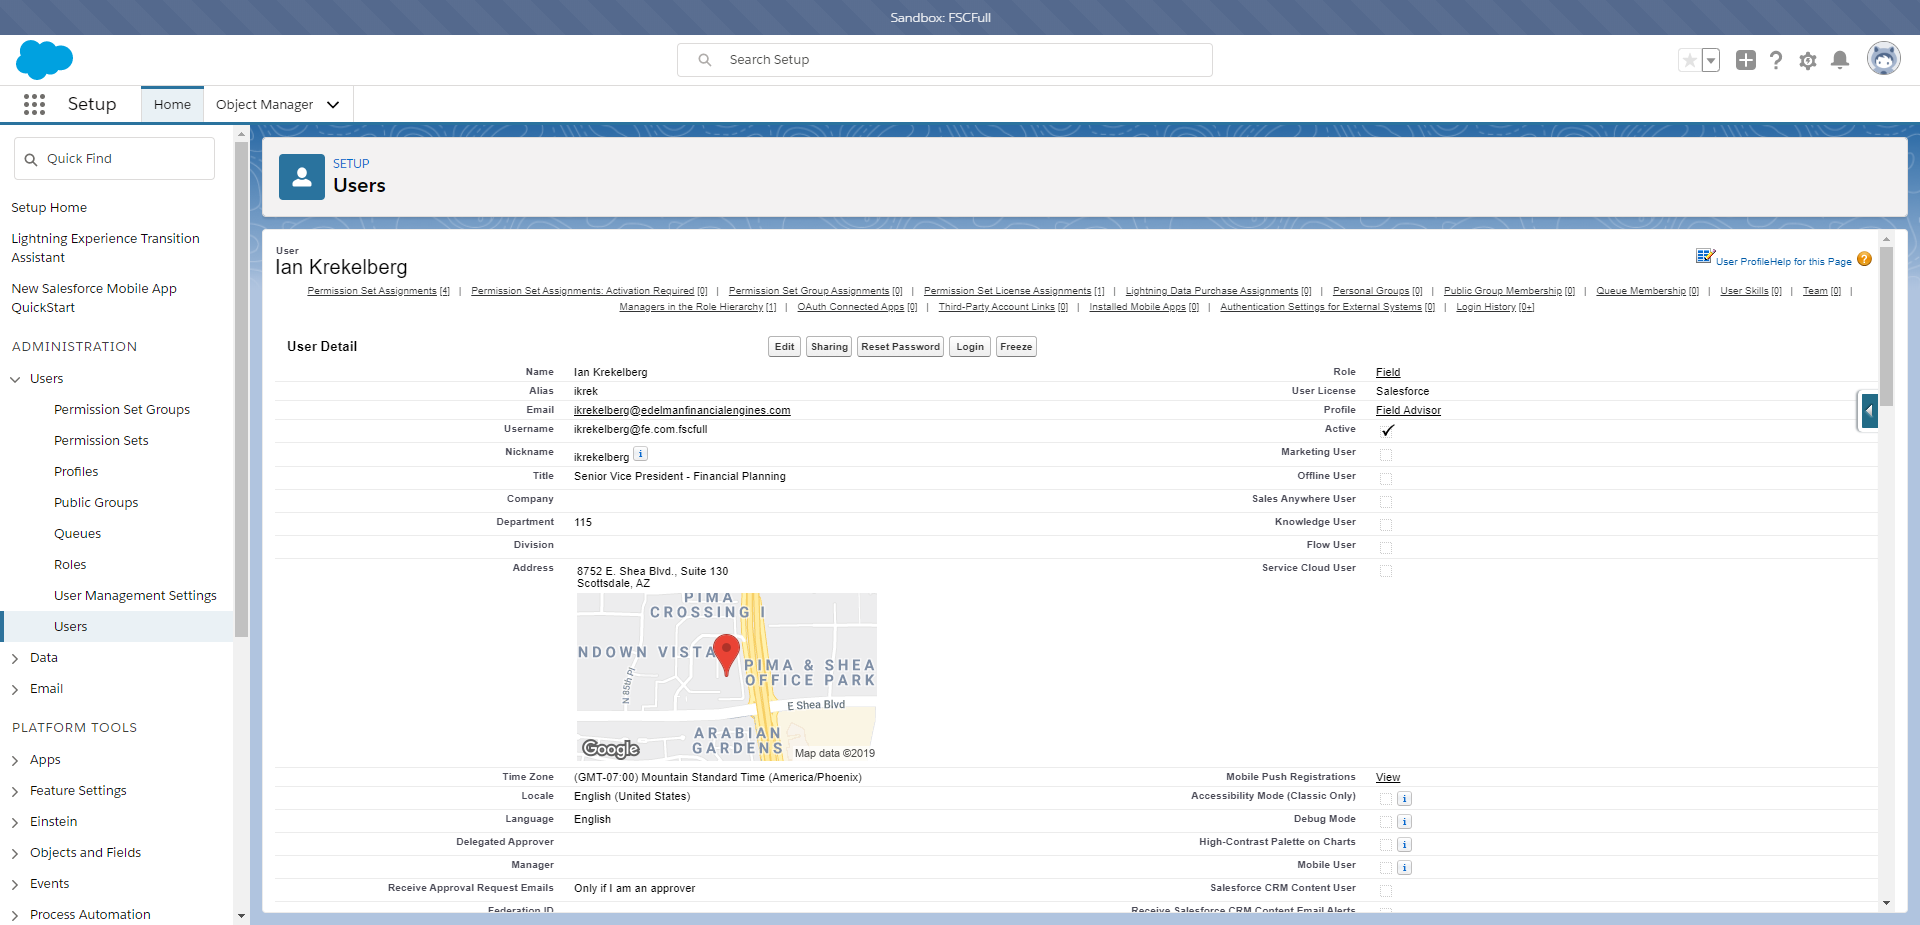 Sandbox: FSCFull
Search Setup
Setup
Home
Object Manager
Quick Find
Setup Home
Lightning Experience Transition
Assistant
New Salesforce Mobile App
QuickStart
ADMINISTRATION
Users
Permission Set Groups
Permission Sets
Profiles
Public Groups
Queues
Roles
User Management Settings
Users
Data
Email
PLATFORM TOOLS
Apps
Feature Settings
Einstein
Objects and Fields
Events
Process Automation
SETUP
Users
User
Ian Krekelberg
User Profile Help for this Page
Permission Set Assignments [4] | Permission Set Assignments: Activation Required [0] | Permission Set Group Assignments [0] | Permission Set License Assignments [1] | Lightning Data Purchase Assignments [0] | Personal Groups [0] | Public Group Membership [0] | Queue Membership [0] | User Skills [0] | Team [0] |
Managers in the Role Hierarchy [1] | OAuth Connected Apps [0] | Third-Party Account Links [0] | Installed Mobile Apps [0] | Authentication Settings for External Systems [0] | Login History [0+]
User Detail
Edit Sharing Reset Password Login Freeze
Name Ian Krekelberg Role Field
Alias ikrek User License Salesforce
Email ikrekelberg@edelmanfinancialengines.com Profile Field Advisor
Username ikrekelberg@fe.com.fscfull Active
Nickname ikrekelberg i Marketing User
Title Senior Vice President - Financial Planning Offline User
Company Sales Anywhere User
Department 115 Knowledge User
Division Flow User
Address 8752 E. Shea Blvd., Suite 130 Service Cloud User
Scottsdale, AZ
PIMA
CROSSING I
NDOWN VISTA
PIMA & SHEA
OFFICE PARK
N 85th Pl
E Shea Blvd
ARABIAN
GARDENS
Google
Map data ©2019
Time Zone (GMT-07:00) Mountain Standard Time (America/Phoenix) Mobile Push Registrations View
Locale English (United States) Accessibility Mode (Classic Only) i
Language English Debug Mode i
Delegated Approver High-Contrast Palette on Charts i
Manager Mobile User i
Receive Approval Request Emails Only if I am an approver Salesforce CRM Content User
Federation ID Receive Salesforce CRM Content Email Alerts